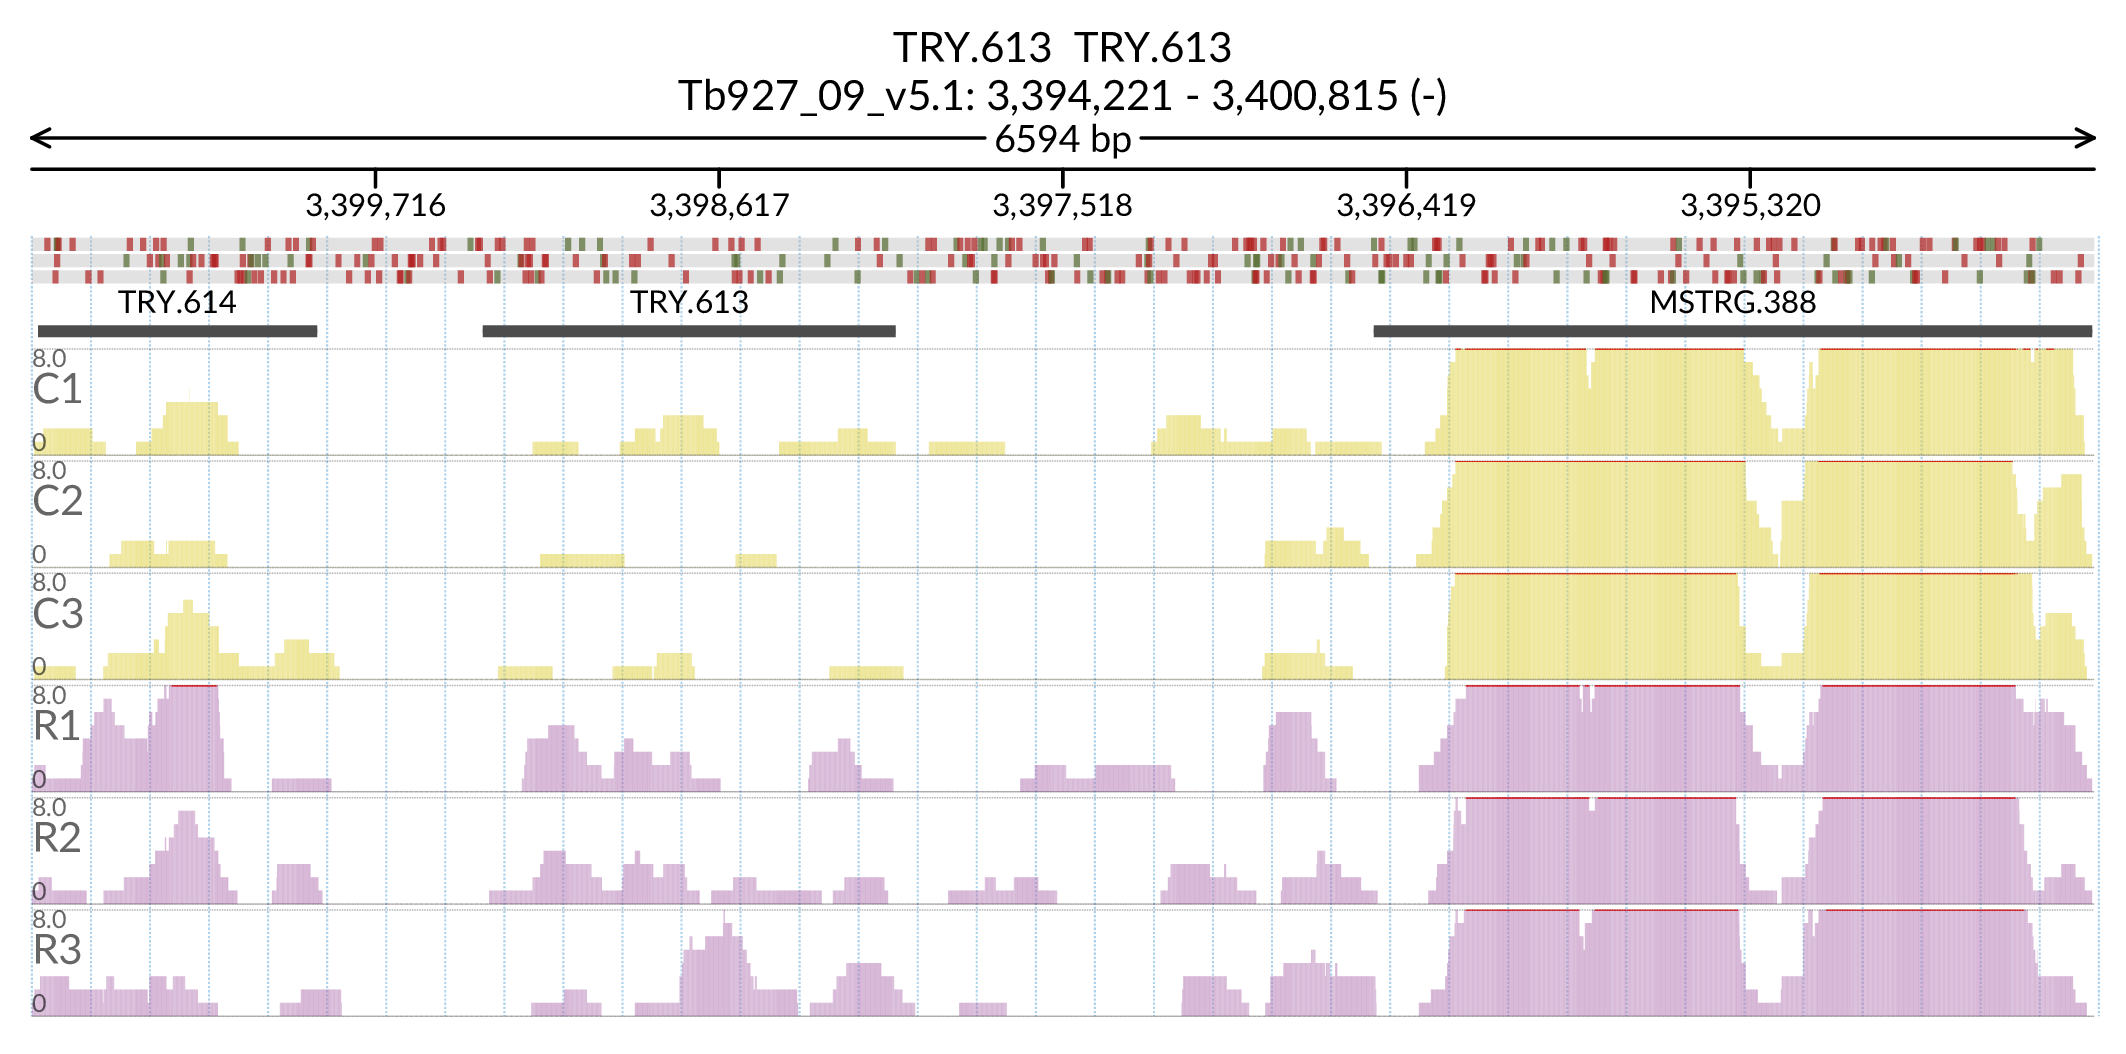 TRY.613 TRY.613
Tb927_09_v5.1: 3,394,221 - 3,400,815 (-)
6594 bp
3,399,716 3,398,617 3,397,518 3,396,419 3,395,320
TRY.614 TRY.613 MSTRG.388
8.0
C1
0
8.0
C2
0
8.0
C3
0
8.0
R1
0
8.0
R2
0
8.0
R3
0